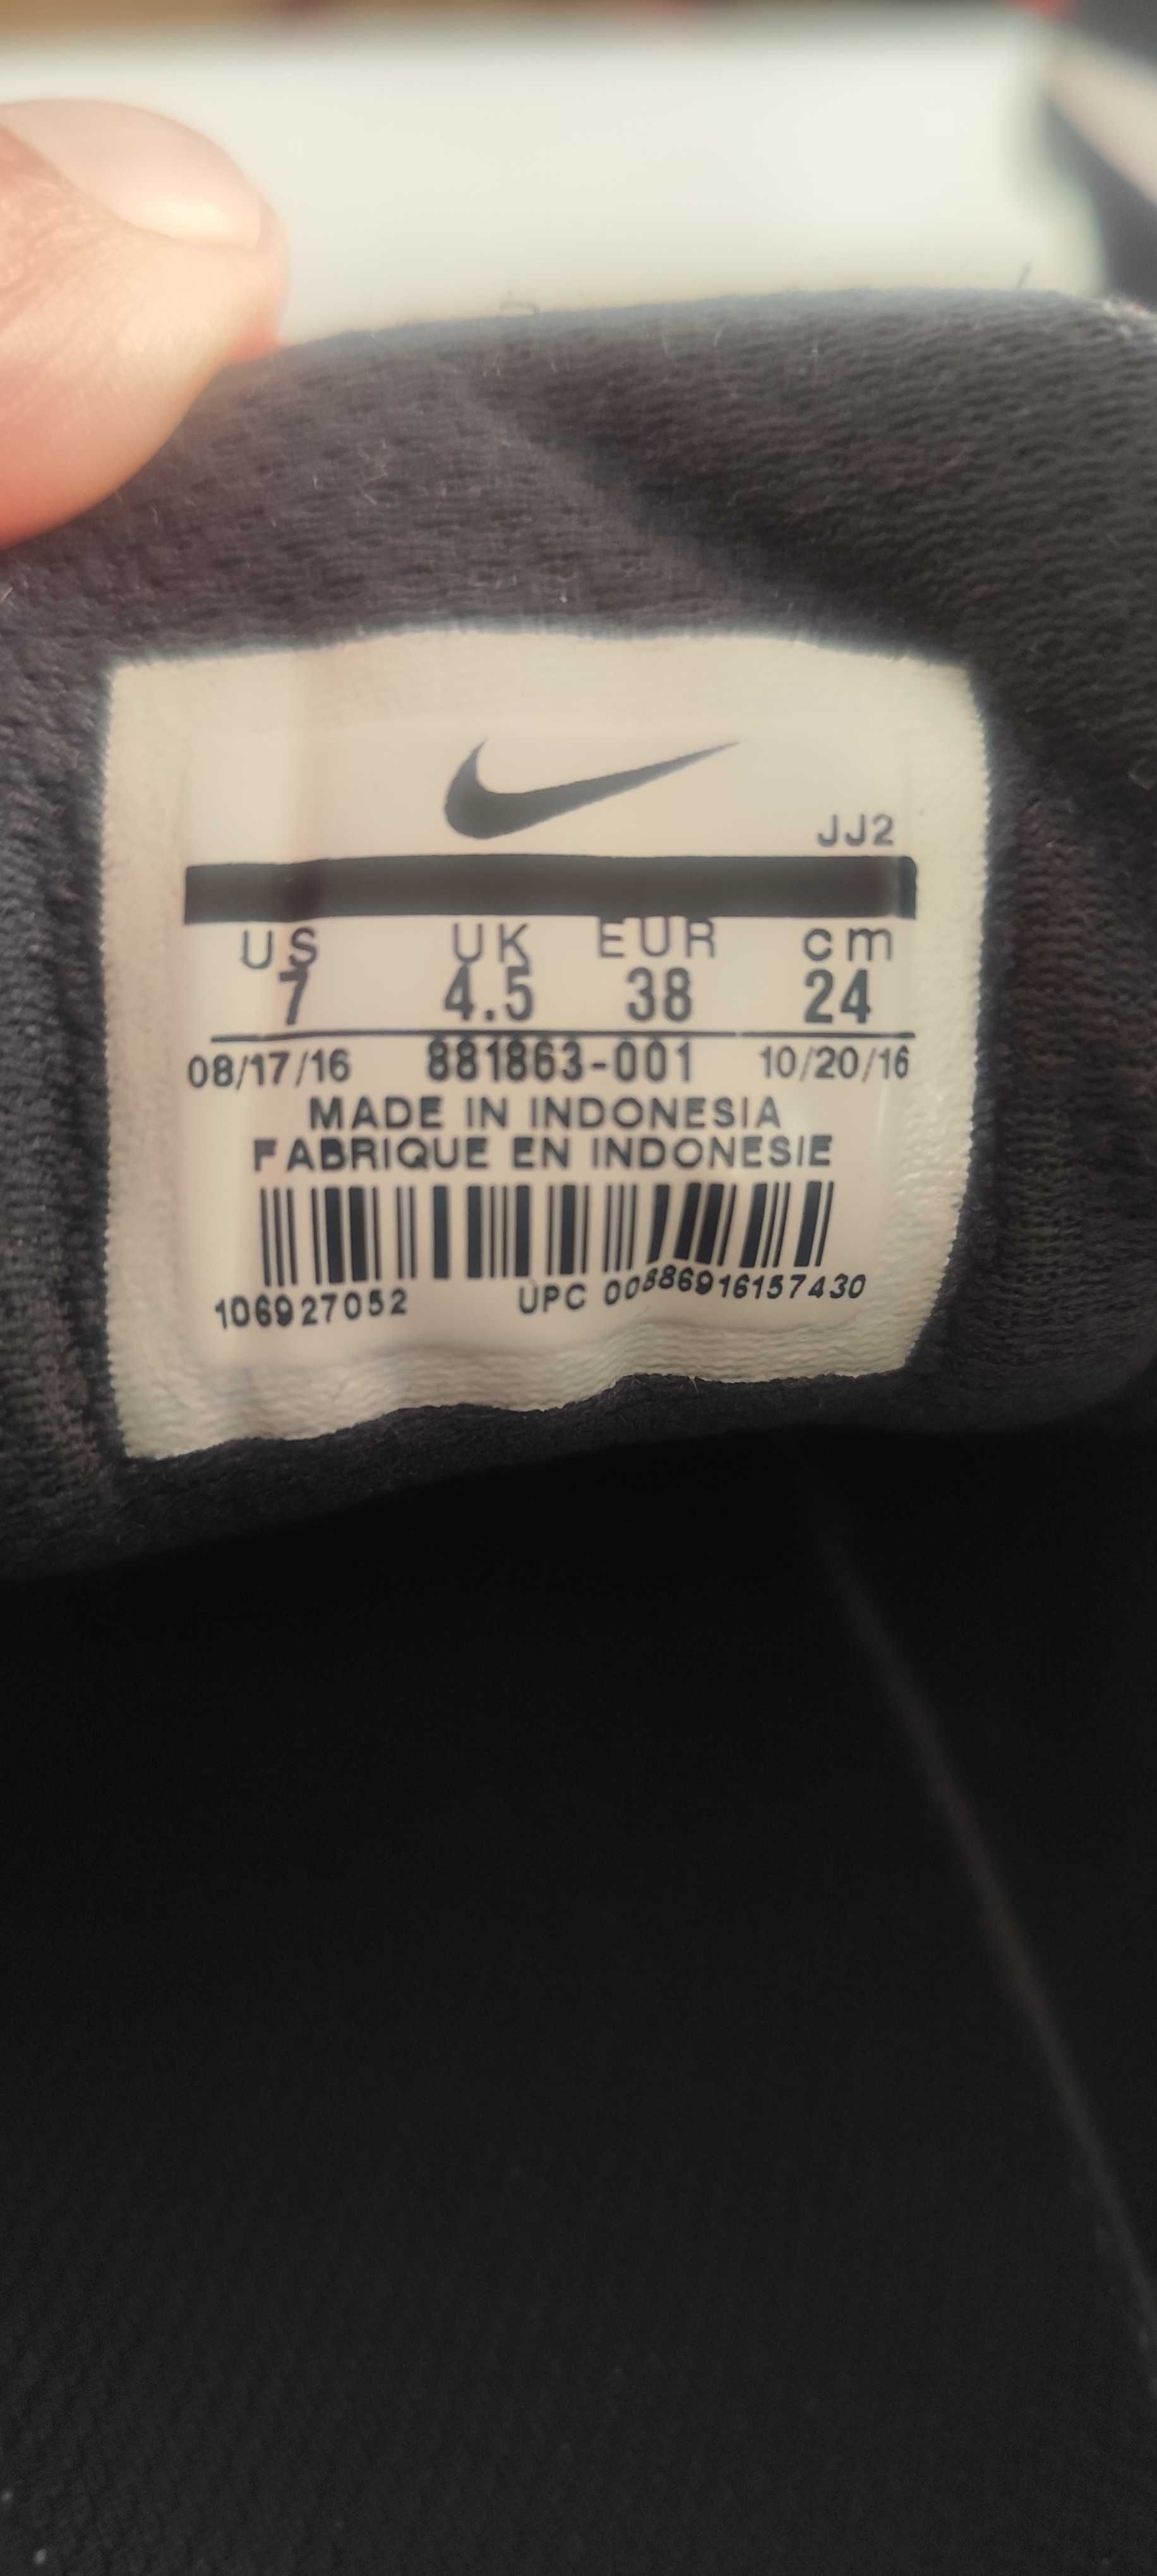 JJ2
US UK EUR cm
7 4.5 38 24
08/17/16 881863-001 10/20/16
MADE IN INDONESIA
FABRIQUE EN INDONESIE
106927052 UPC 00886916157430